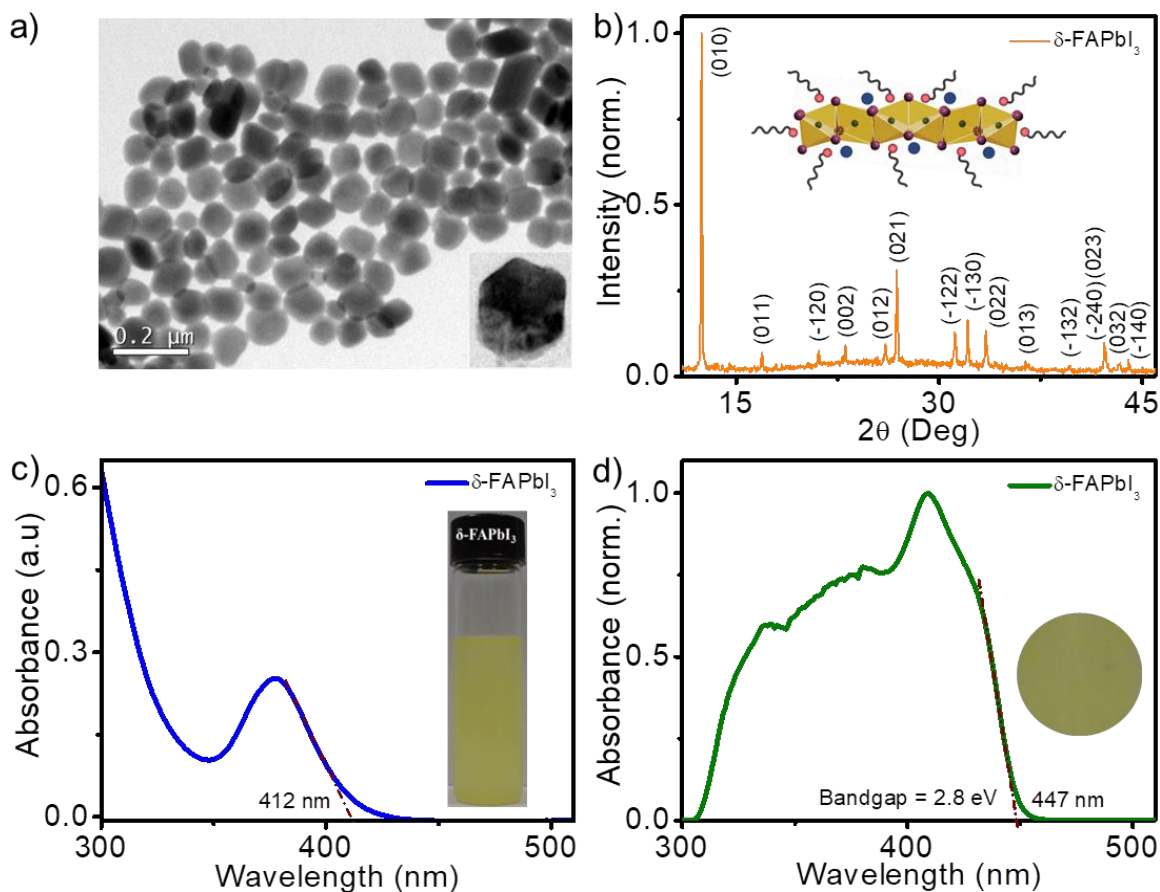 a)
0.2 μm
b)
δ-FAPbI₃
Intensity (norm.)
1.0
0.5
0.0
(010)
(011)
(-120)
(002)
(012)
(021)
(-122)
(-130)
(022)
(013)
(-132)
(-240)
(023)
(032)
(-140)
15
30
45
2θ (Deg)
c)
δ-FAPbI₃
Absorbance (a.u)
0.6
0.3
0.0
δ-FAPbI₃
412 nm
300
400
500
Wavelength (nm)
d)
δ-FAPbI₃
Absorbance (norm.)
1.0
0.5
0.0
Bandgap = 2.8 eV
447 nm
300
400
500
Wavelength (nm)